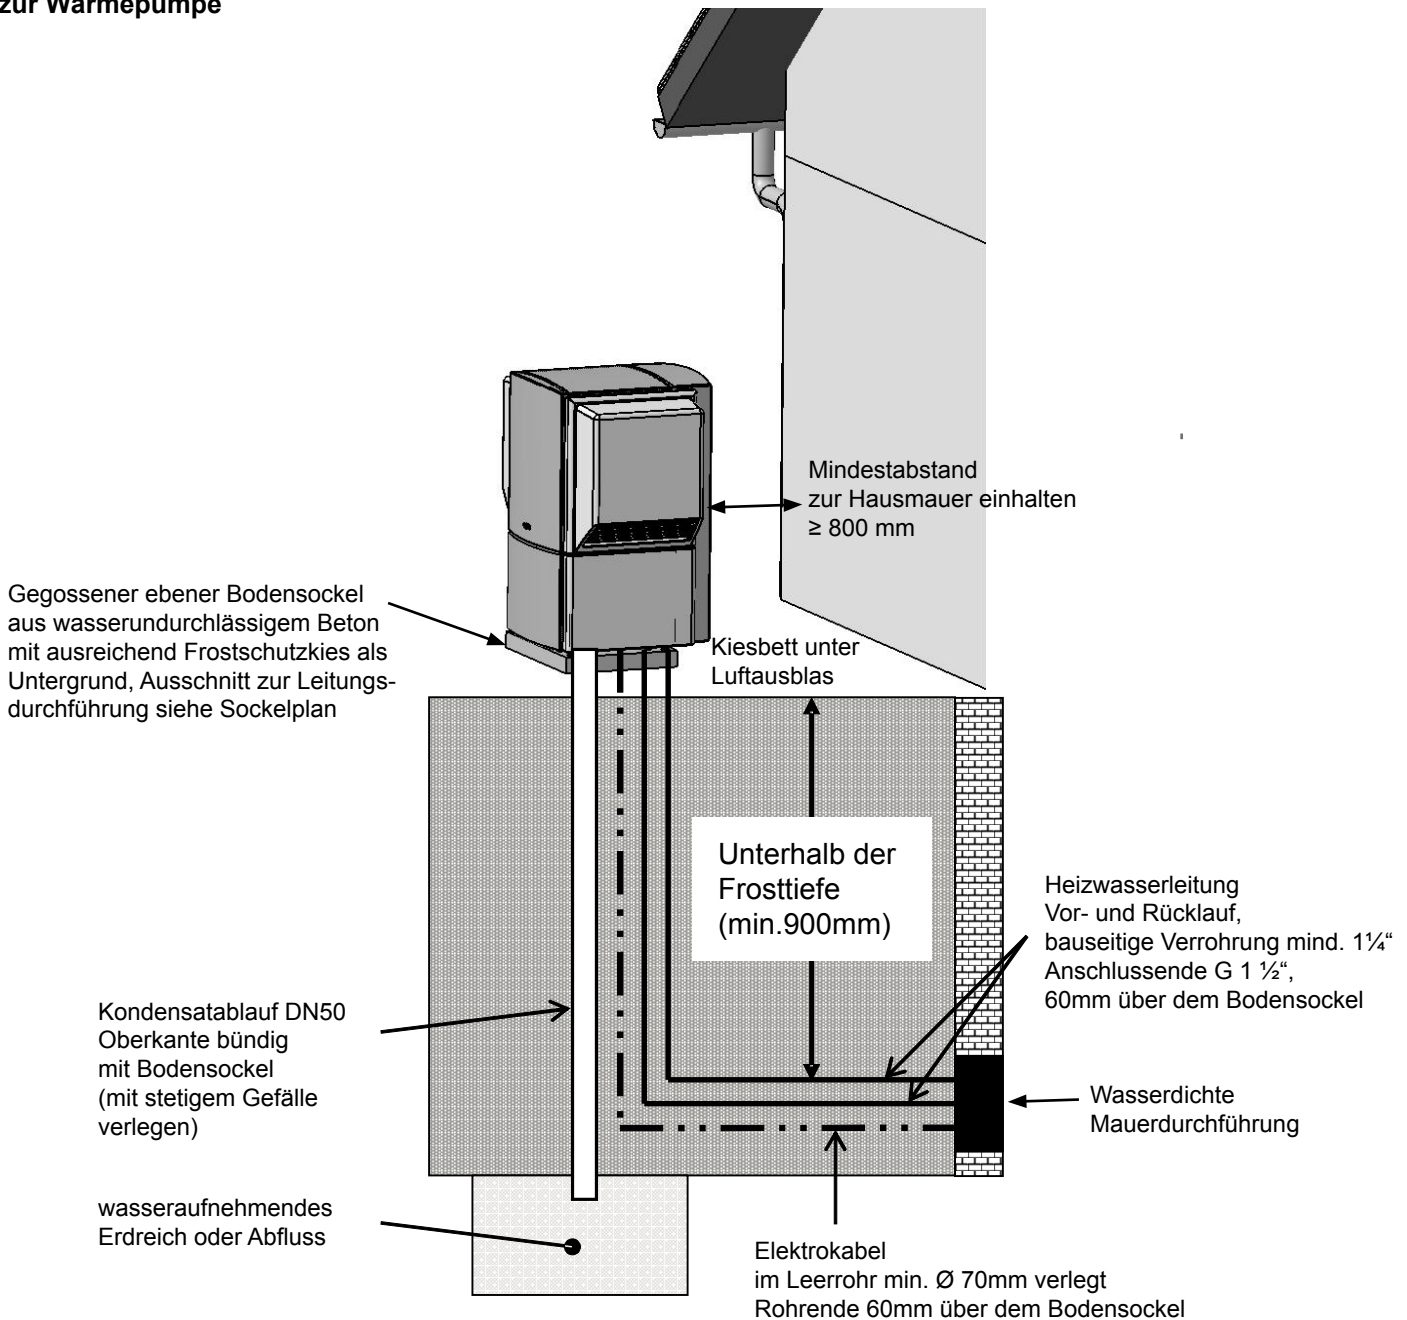 zur Wärmepumpe
Mindestabstand
zur Hausmauer einhalten
≥ 800 mm
Gegossener ebener Bodensockel
aus wasserundurchlässigem Beton
mit ausreichend Frostschutzkies als
Untergrund, Ausschnitt zur Leitungs-
durchführung siehe Sockelplan
Kiesbett unter
Luftausblas
Unterhalb der
Frosttiefe
(min.900mm)
Heizwasserleitung
Vor- und Rücklauf,
bauseitige Verrohrung mind. 1¼“
Anschlussende G 1 ½“,
60mm über dem Bodensockel
Kondensatablauf DN50
Oberkante bündig
mit Bodensockel
(mit stetigem Gefälle
verlegen)
Wasserdichte
Mauerdurchführung
wasseraufnehmendes
Erdreich oder Abfluss
Elektrokabel
im Leerrohr min. Ø 70mm verlegt
Rohrende 60mm über dem Bodensockel